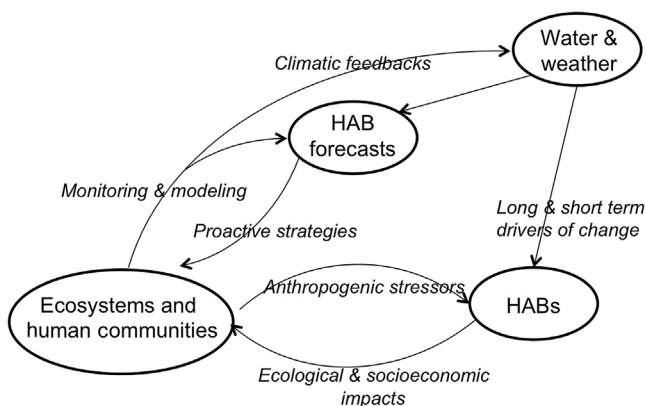 Water &
weather
Climatic feedbacks
HAB
forecasts
Monitoring & modeling
Long & short term
drivers of change
Proactive strategies
Anthropogenic stressors
Ecosystems and
human communities
HABs
Ecological & socioeconomic
impacts